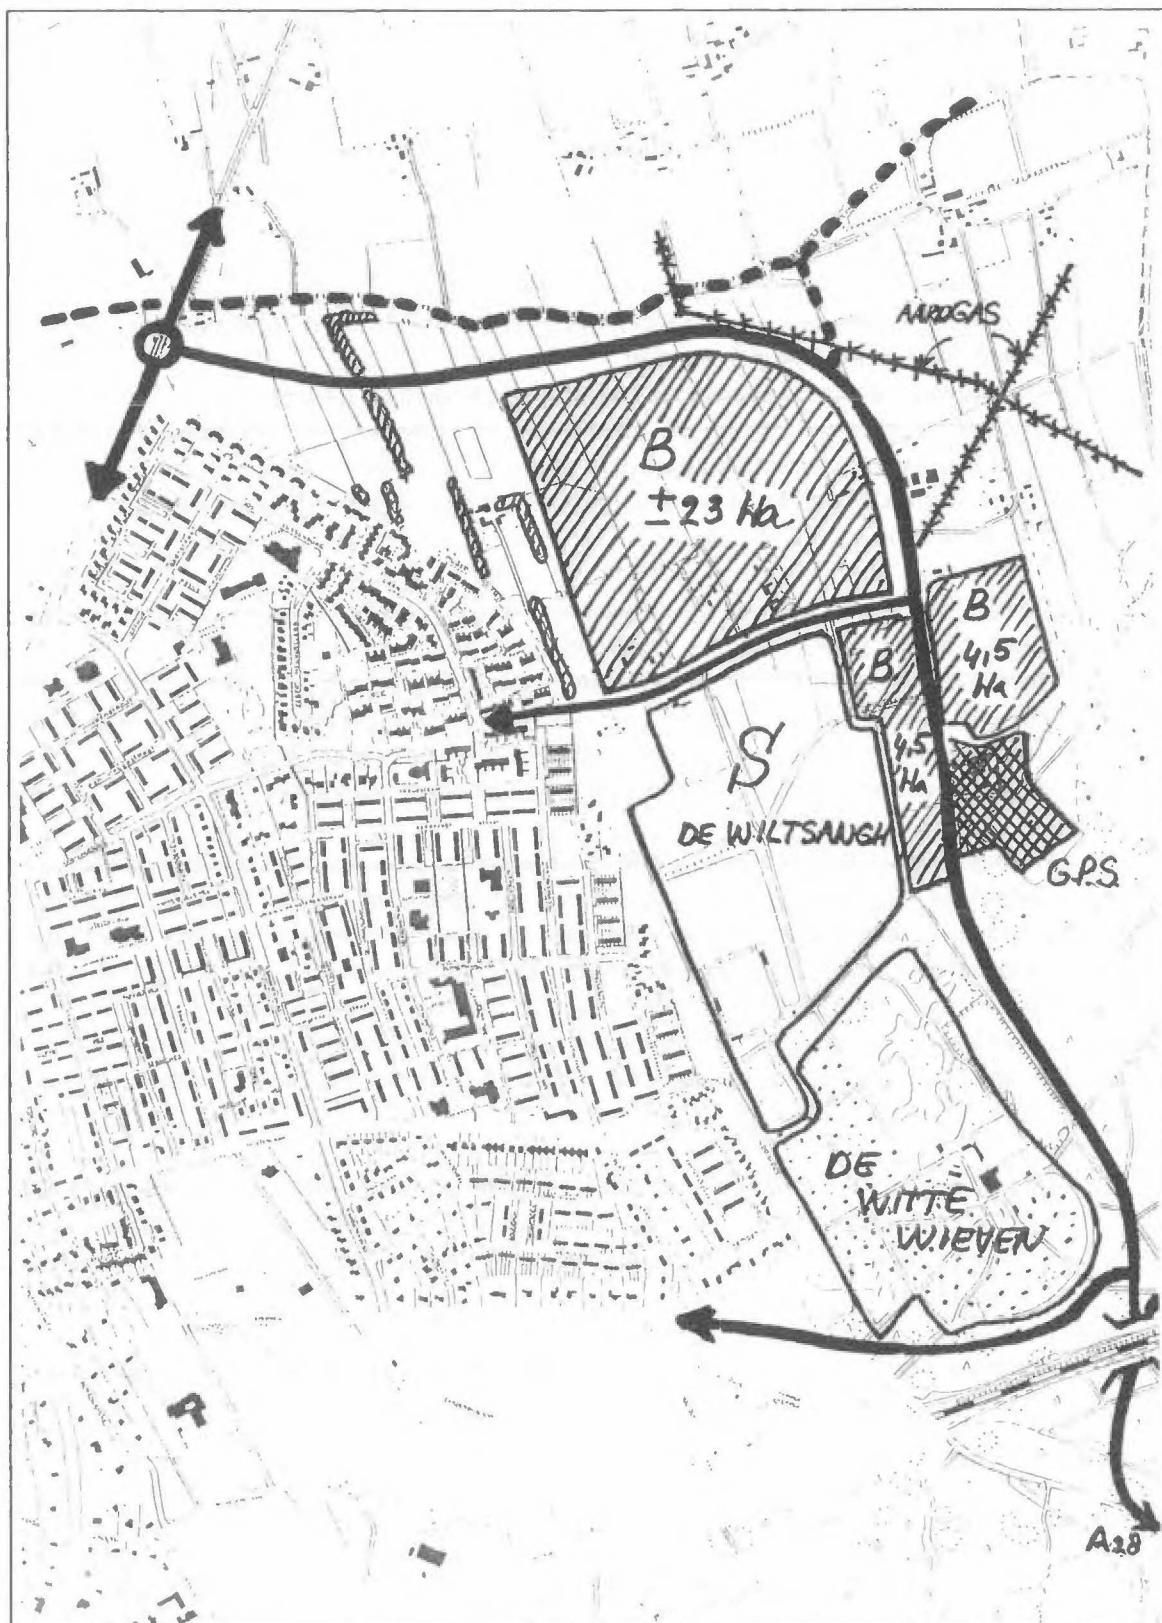 AARDGAS
B
± 23 Ha
B
4,5
Ha
B
4,5
Ha
S
DE WILTSANGH
G.P.S.
DE
WITTE
WIEVEN
A28